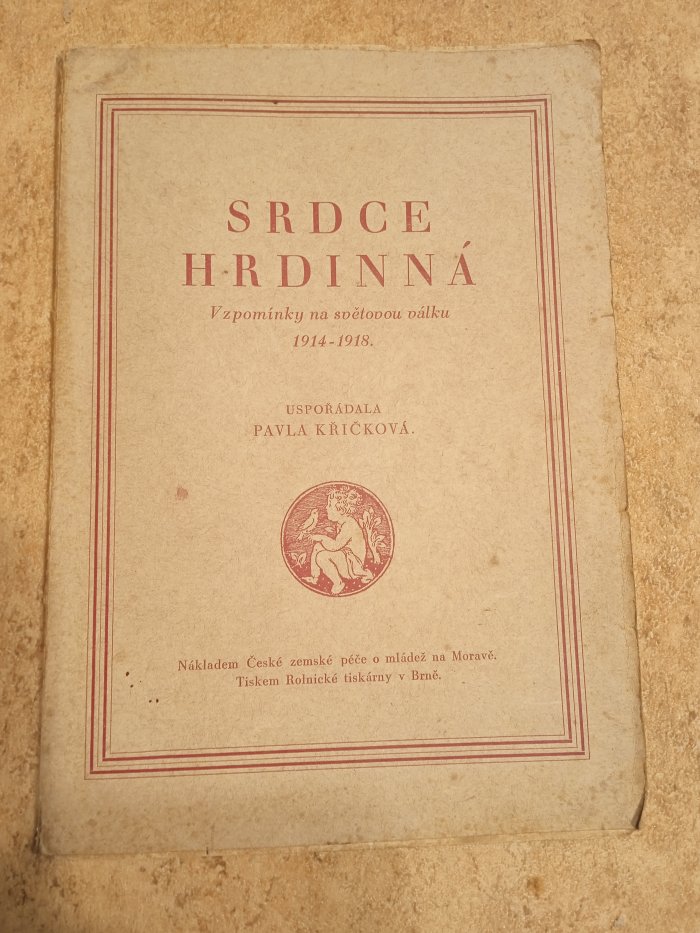 SRDCE
HRDINNÁ
Vzpomínky na světovou válku
1914-1918.
USPOŘÁDALA
PAVLA KŘIČKOVÁ.
Nákladem České zemské péče o mládež na Moravě.
Tiskem Rolnické tiskárny v Brně.